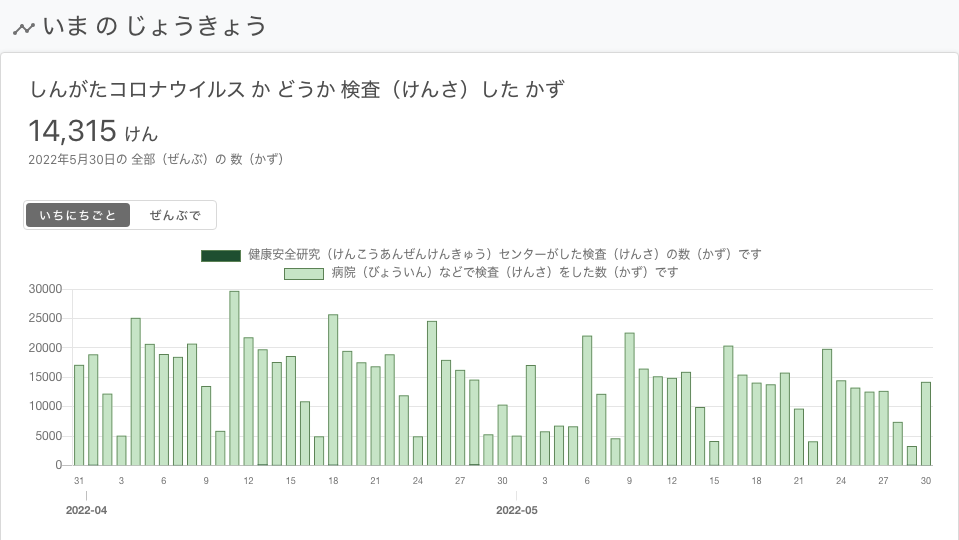 いま の じょうきょう
しんがたコロナウイルス か どうか 検査（けんさ）した かず
14,315 けん
2022年5月30日の 全部（ぜんぶ）の 数（かず）
いちにちごと ぜんぶで
健康安全研究（けんこうあんぜんけんきゅう）センターがした検査（けんさ）の数（かず）です
病院（びょういん）などで検査（けんさ）をした数（かず）です
30000
25000
20000
15000
10000
5000
0
31 3 6 9 12 15 18 21 24 27 30 3 6 9 12 15 18 21 24 27 30
2022-04 2022-05